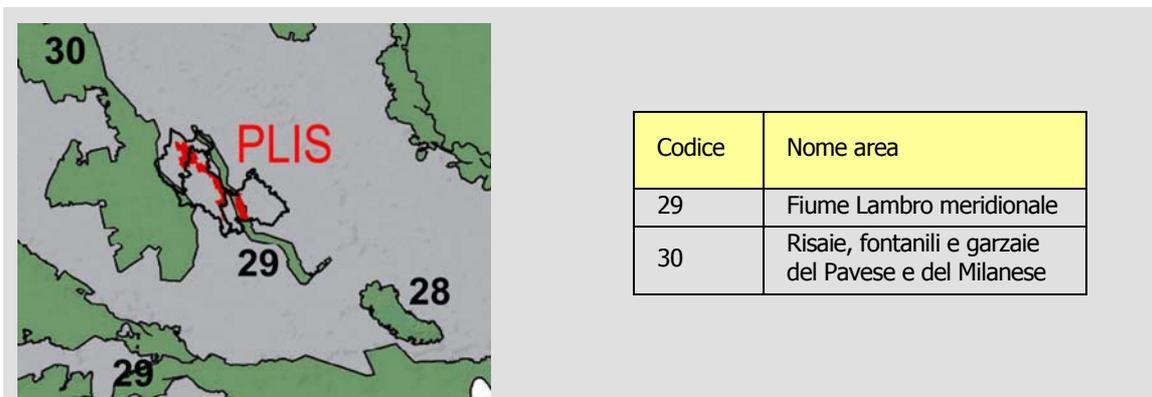 30
PLIS
29
28
29
Codice Nome area
29 Fiume Lambro meridionale
30 Risaie, fontanili e garzaie
del Pavese e del Milanese